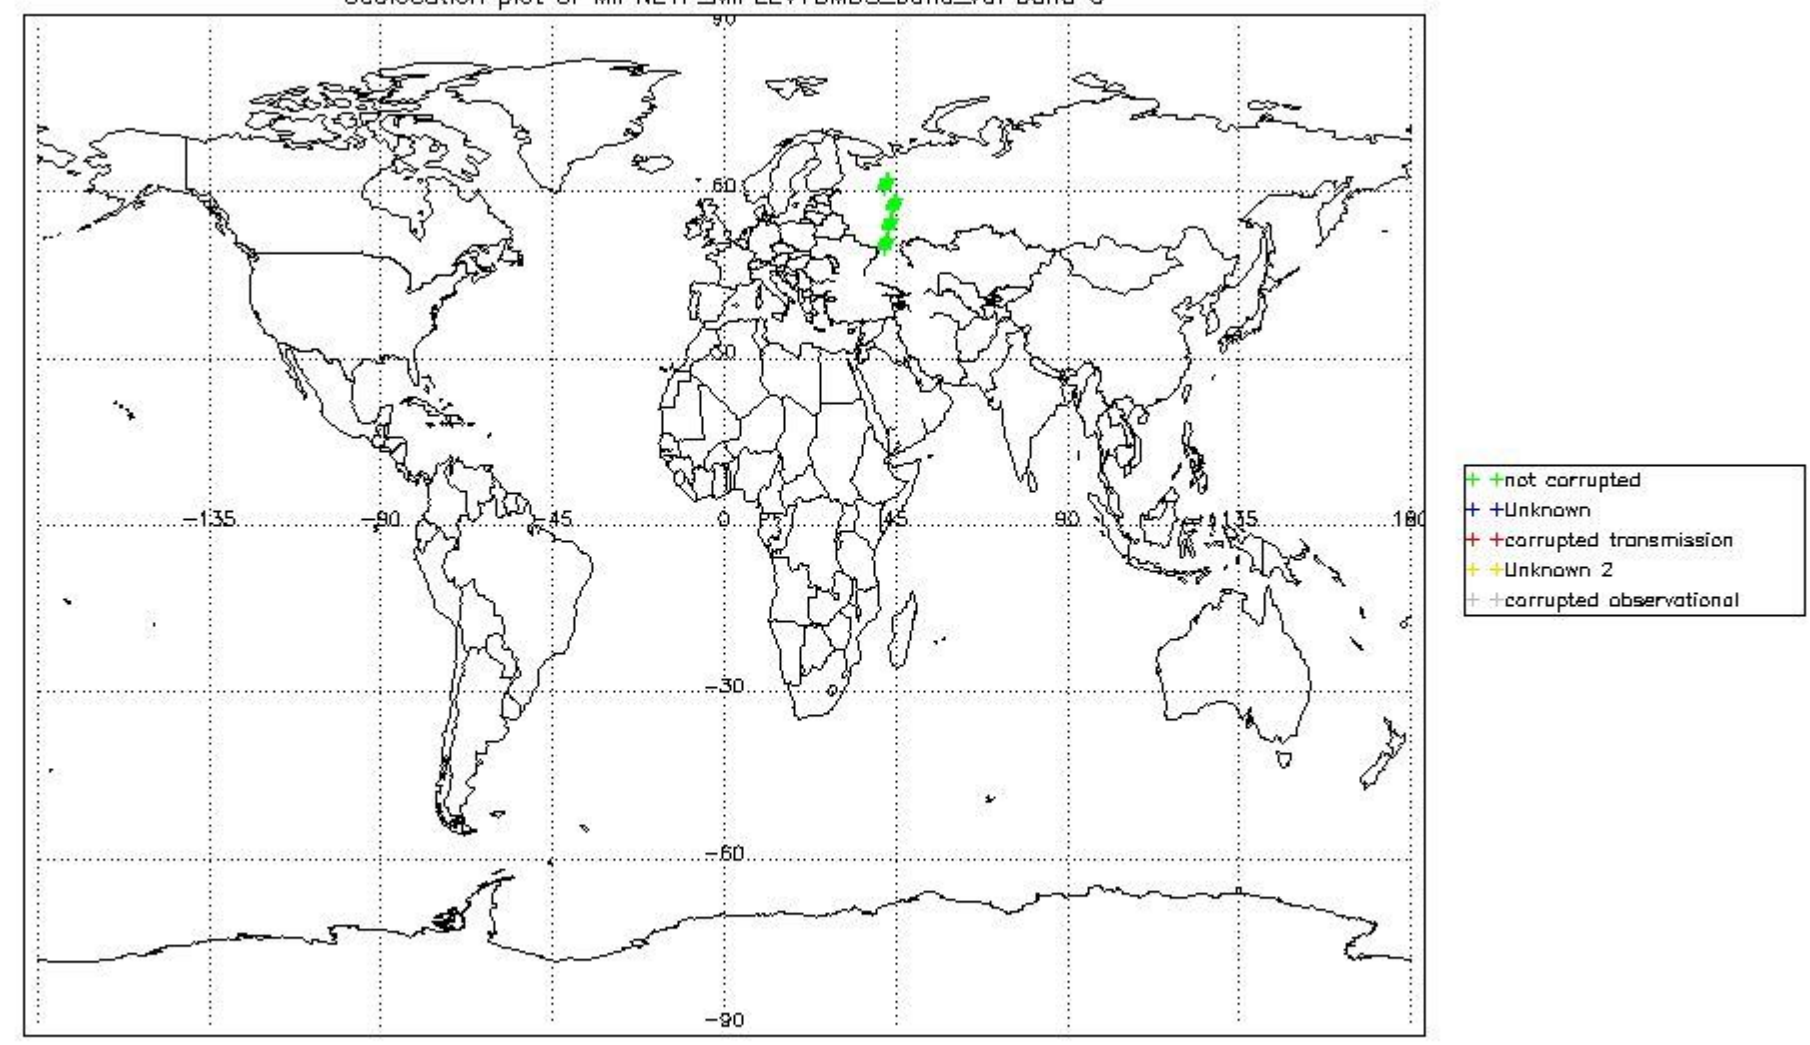 90
60
30
-135
-90
-45
0
45
90
135
180
-30
-60
-90
not corrupted
Unknown
corrupted transmission
Unknown 2
corrupted observational